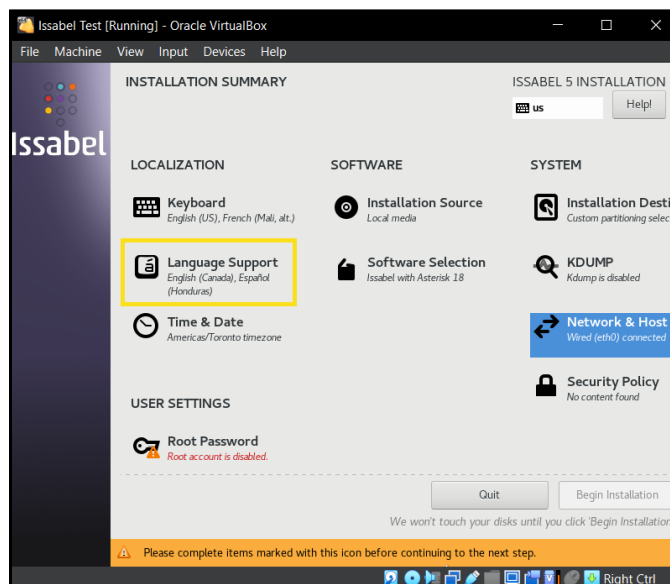 Issabel Test [Running] - Oracle VirtualBox
File Machine View Input Devices Help
Issabel
INSTALLATION SUMMARY
ISSABEL 5 INSTALLATION
us
Help!
LOCALIZATION
Keyboard
English (US), French (Mali, alt.)
Language Support
English (Canada), Español
(Honduras)
Time & Date
Americas/Toronto timezone
SOFTWARE
Installation Source
Local media
Software Selection
Issabel with Asterisk 18
SYSTEM
Installation Desti
Custom partitioning selec
KDUMP
Kdump is disabled
Network & Host
Wired (eth0) connected
Security Policy
No content found
USER SETTINGS
Root Password
Root account is disabled.
Quit
Begin Installation
We won't touch your disks until you click 'Begin Installation
Please complete items marked with this icon before continuing to the next step.
Right Ctrl